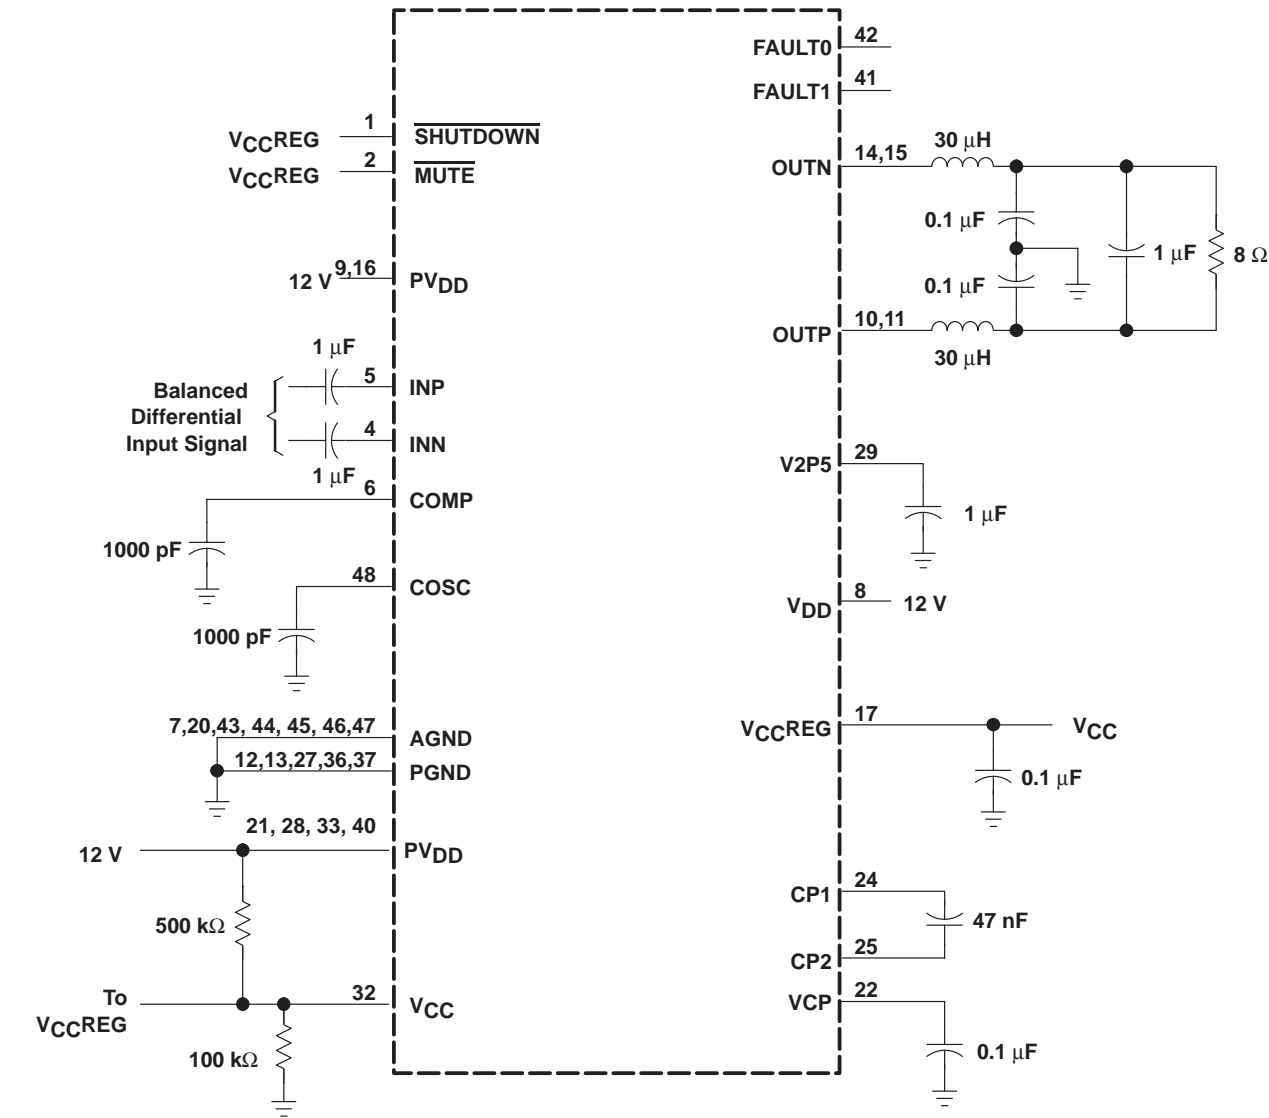 42
FAULT0
41
FAULT1
1
VCCREG
SHUTDOWN
2
VCCREG
MUTE
30 μH
14,15
OUTN
0.1 μF
1 μF
8 Ω
0.1 μF
10,11
OUTP
30 μH
9,16
12 V
PVDD
1 μF
5
INP
Balanced
Differential
Input Signal
4
INN
1 μF
6
COMP
1000 pF
29
V2P5
1 μF
48
COSC
1000 pF
8
VDD
12 V
7,20,43, 44, 45, 46,47
AGND
12,13,27,36,37
PGND
17
VCCREG
VCC
0.1 μF
21, 28, 33, 40
12 V
PVDD
500 kΩ
24
CP1
47 nF
25
CP2
To
VCCREG
32
VCC
100 kΩ
22
VCP
0.1 μF